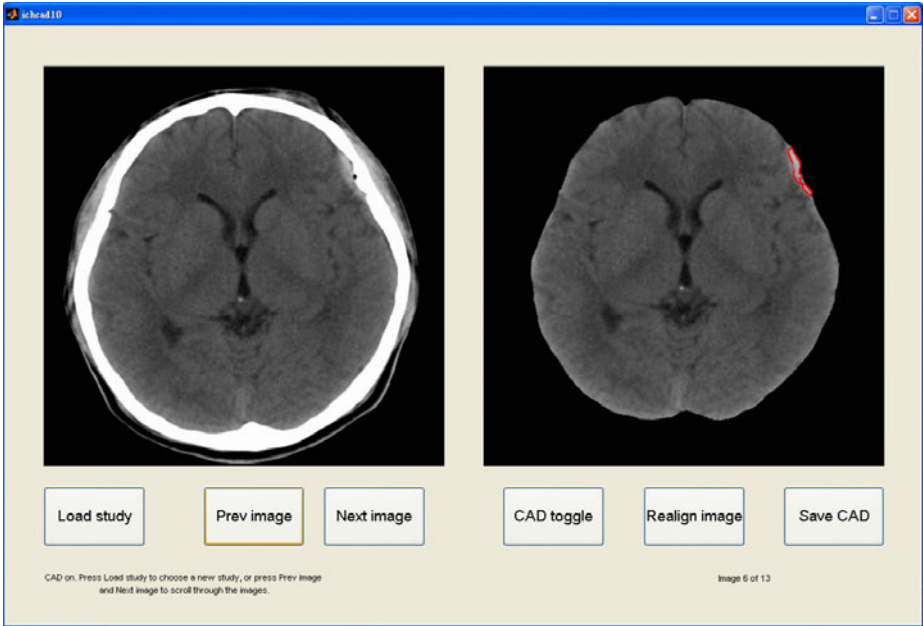 ichcad10
Load study
Prev image
Next image
CAD toggle
Realign image
Save CAD
CAD on. Press Load study to choose a new study, or press Prev image
and Next image to scroll through the images.
Image 6 of 13